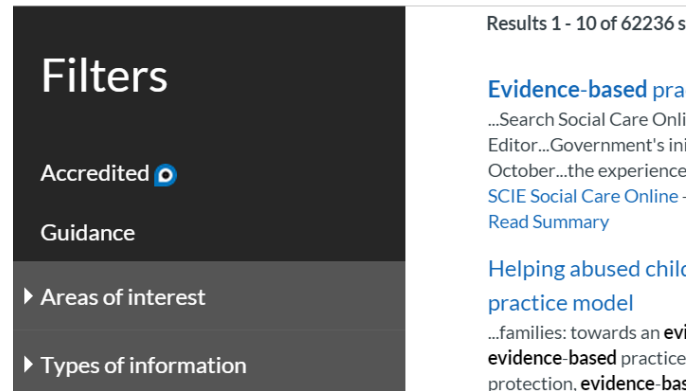 Filters
Accredited
Guidance
Areas of interest
Types of information
Results 1 - 10 of 62236
Evidence-based
...Search Social Care
Editor...Government's
October...the experience
SCIE Social Care Online -
Read Summary
Helping abused
practice model
...families: towards an
evidence-based practice
protection,